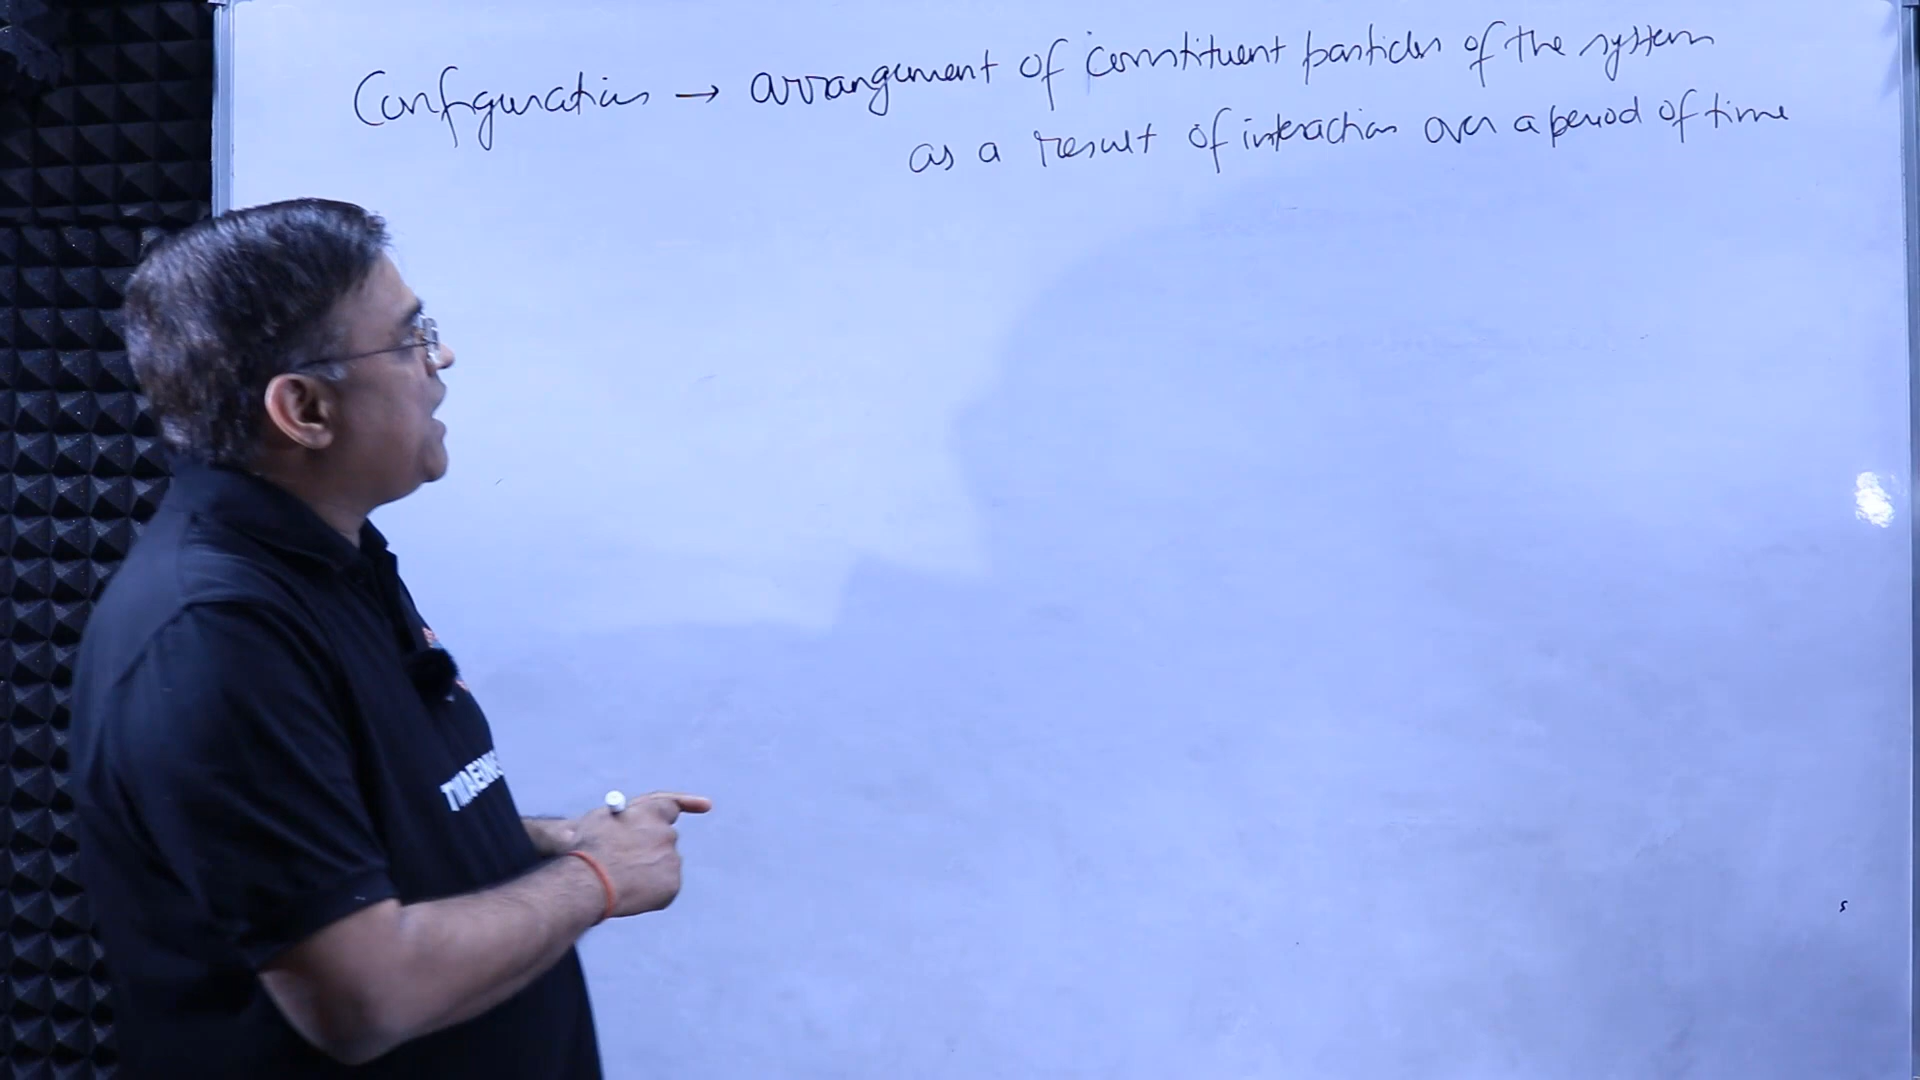 Configuration → arrangement of constituent particles of the system
as a result of interaction over a period of time